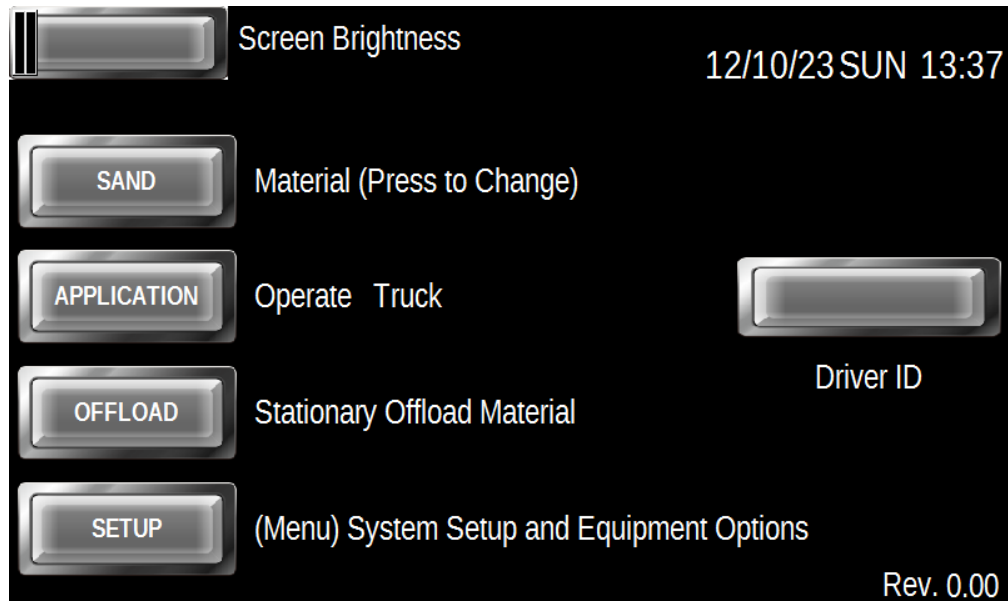 Screen Brightness
12/10/23 SUN 13:37
SAND Material (Press to Change)
APPLICATION Operate Truck
Driver ID
OFFLOAD Stationary Offload Material
SETUP (Menu) System Setup and Equipment Options
Rev. 0.00